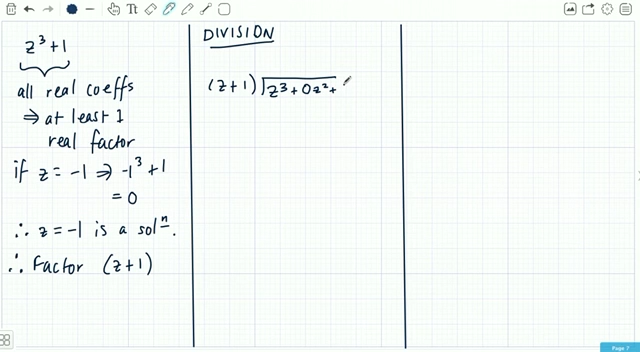 z³+1
all real coeffs
⇒ at least 1
real factor
if z = -1 ⇒ -1³ + 1
= 0
∴ z = -1 is a solⁿ.
∴ Factor (z+1)
DIVISION
(z+1) z³ + 0z² +
Tt
Page 7